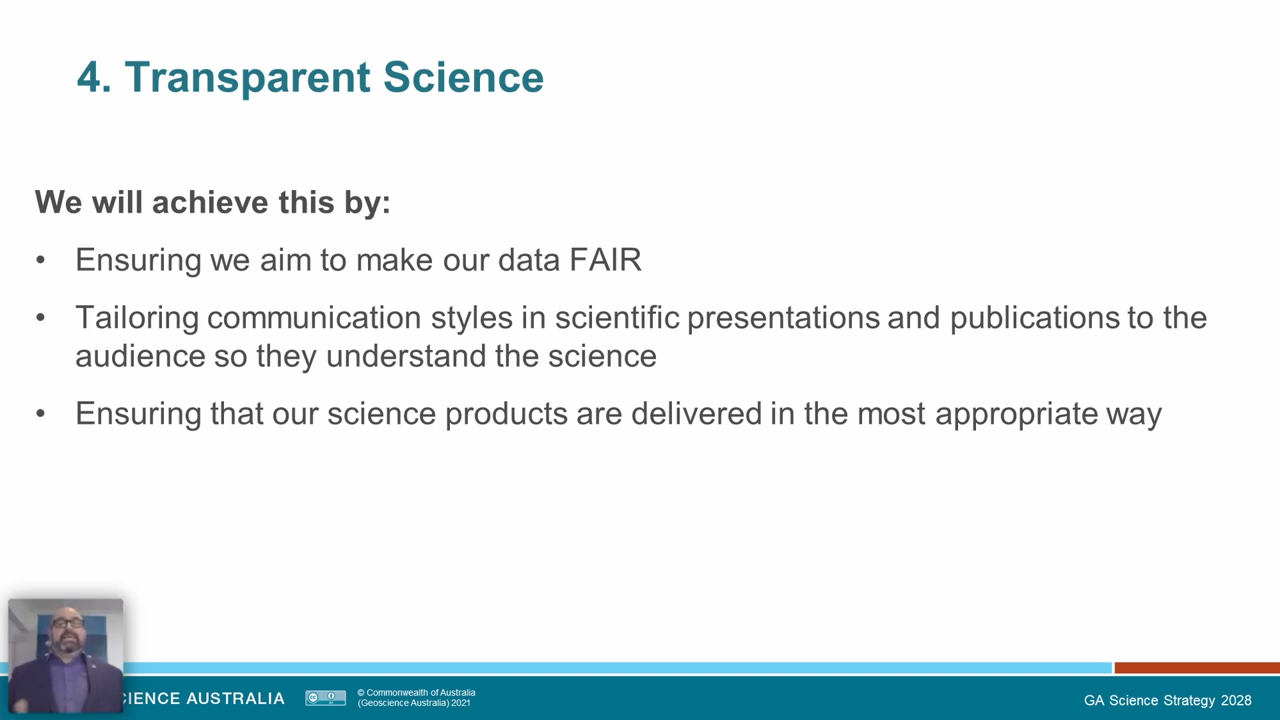 4. Transparent Science
We will achieve this by:
• Ensuring we aim to make our data FAIR
• Tailoring communication styles in scientific presentations and publications to the
audience so they understand the science
• Ensuring that our science products are delivered in the most appropriate way
CIENCE AUSTRALIA
© Commonwealth of Australia
(Geoscience Australia) 2021
GA Science Strategy 2028